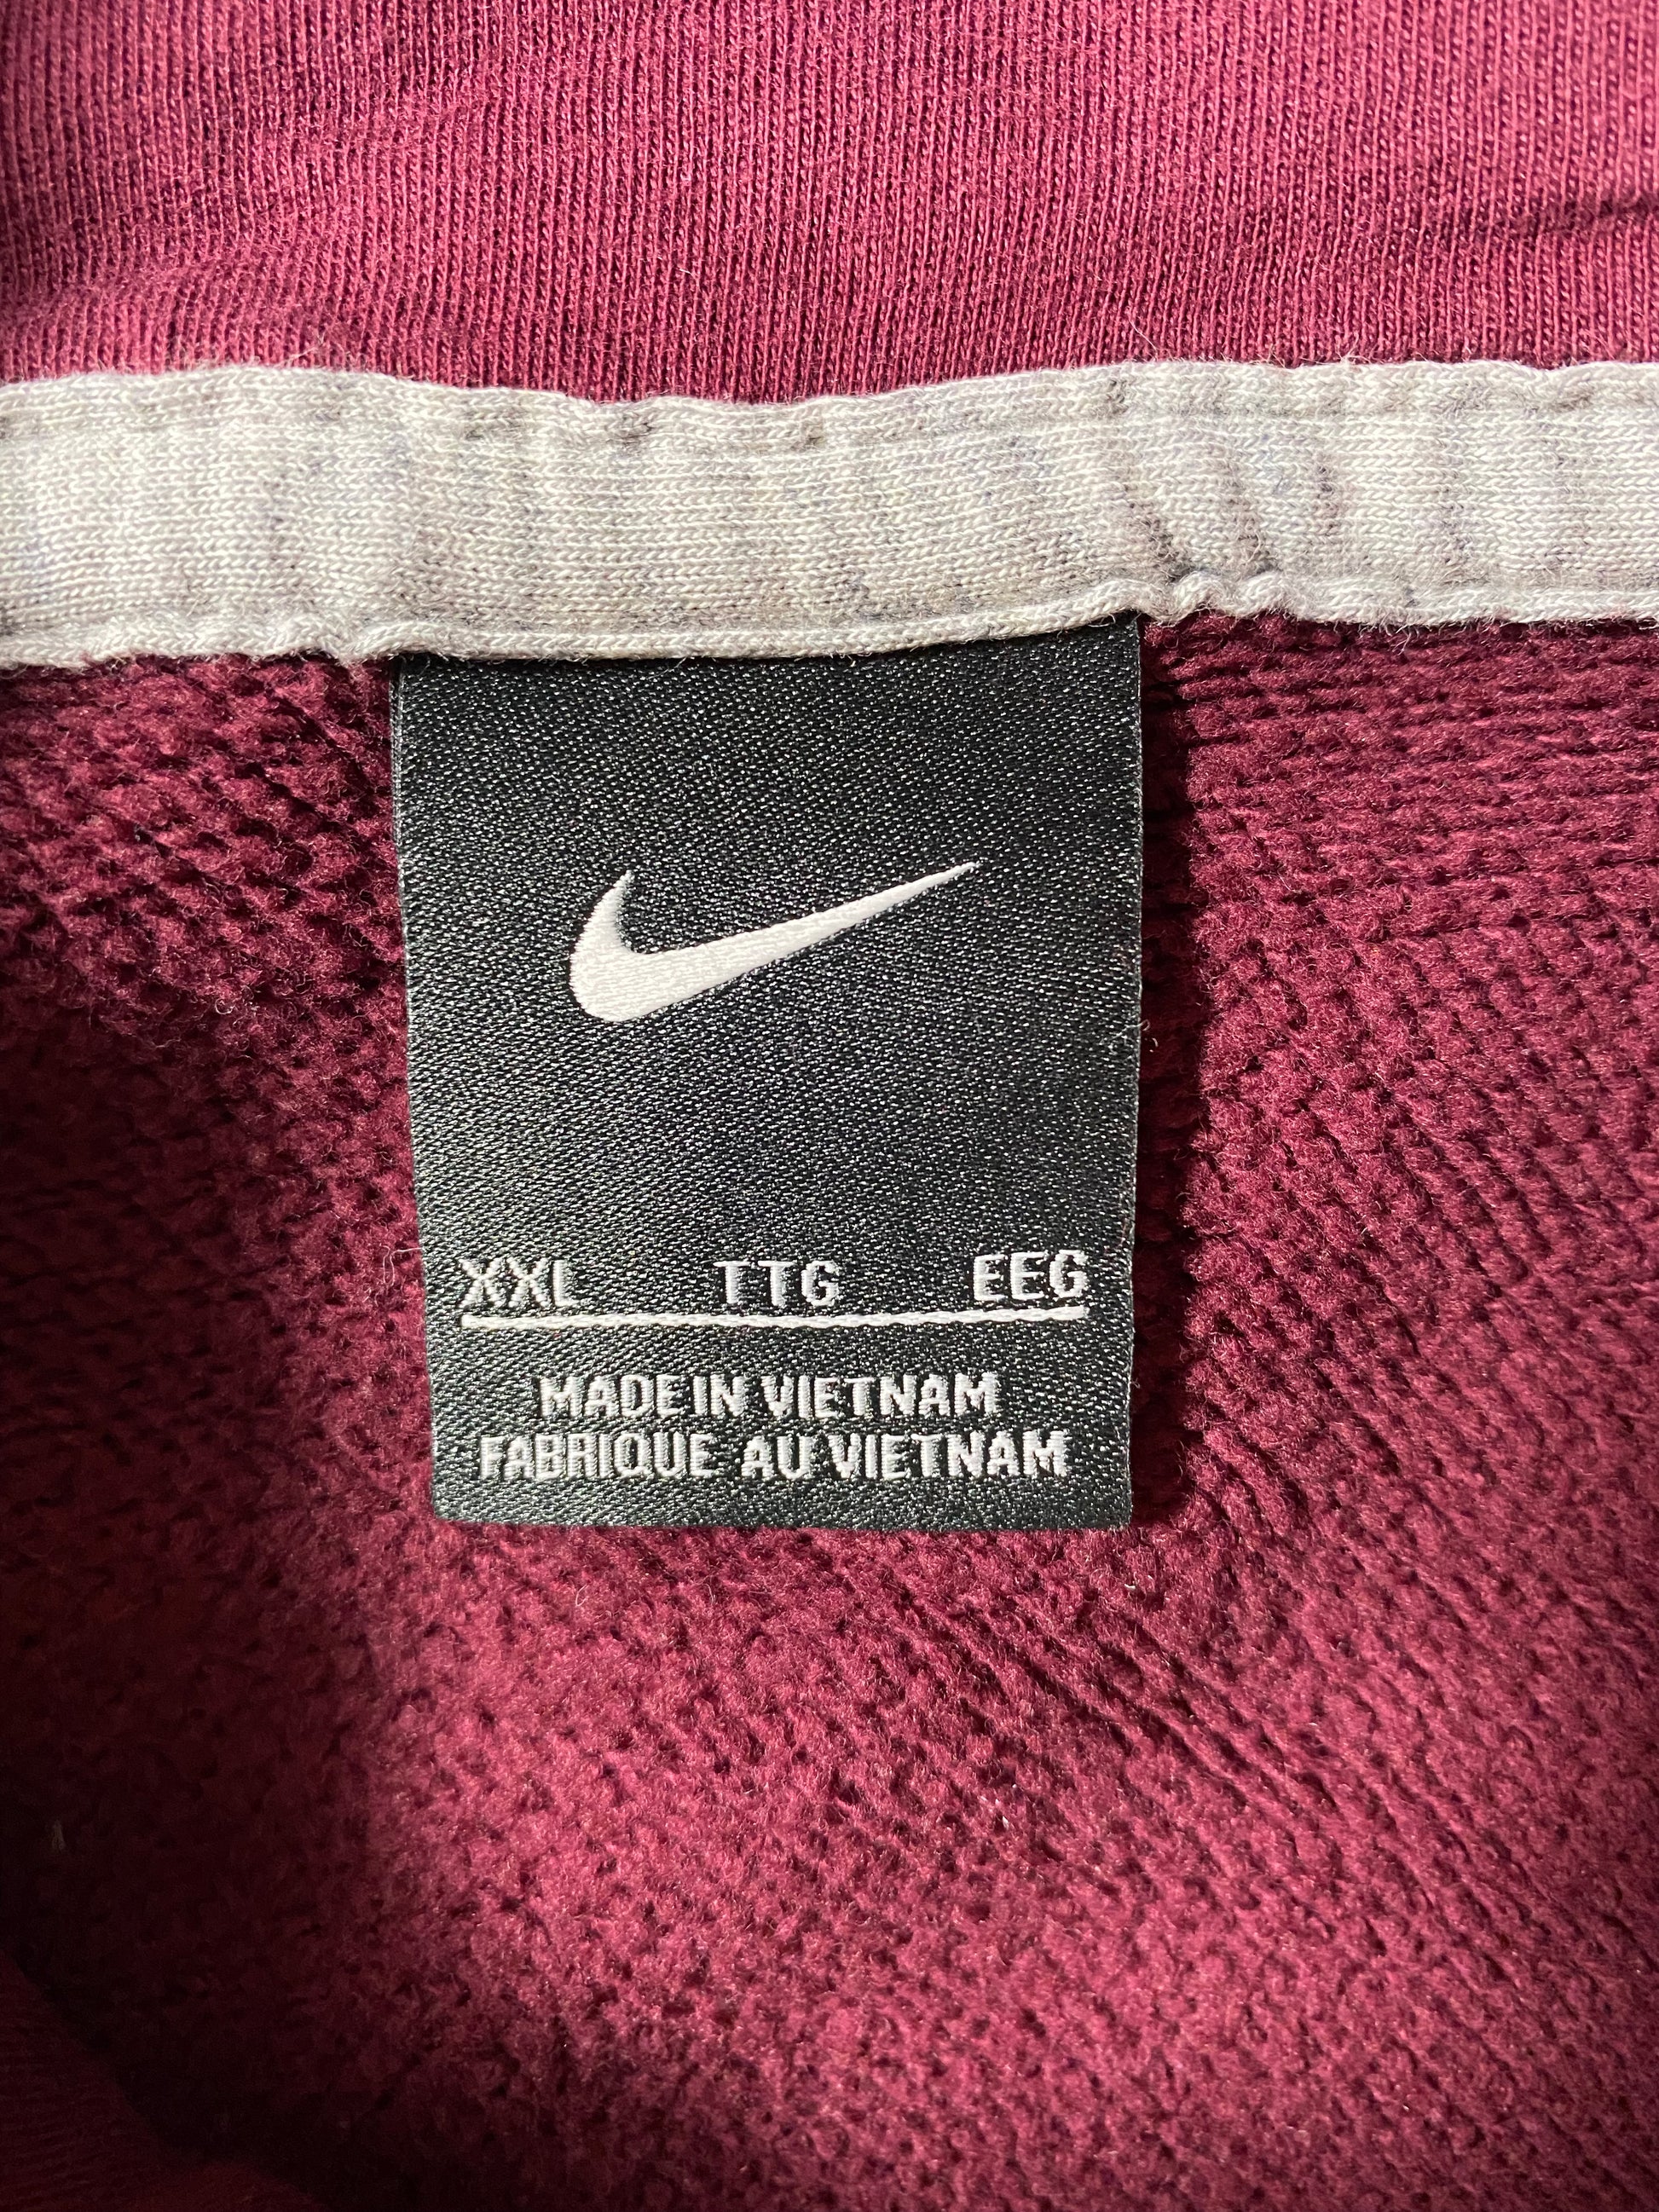 XXL TTG EEG
MADE IN VIETNAM
FABRIQUE AU VIETNAM